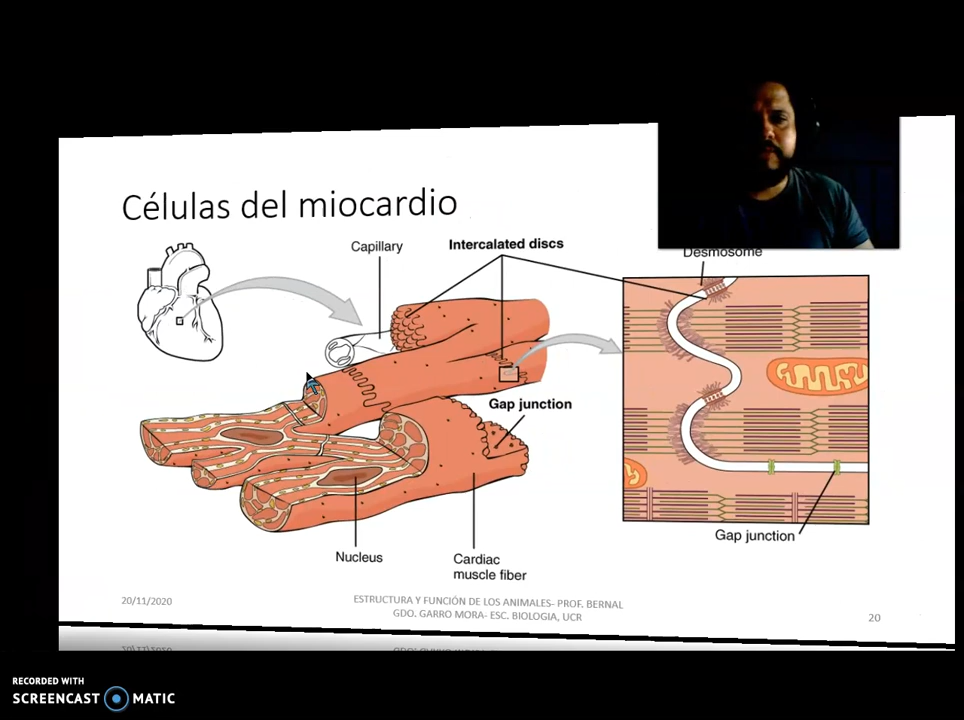 Células del miocardio
Capillary
Intercalated discs
Desmosome
Gap junction
Gap junction
Nucleus
Cardiac
muscle fiber
20/11/2020
ESTRUCTURA Y FUNCIÓN DE LOS ANIMALES- PROF. BERNAL
GDO. GARRO MORA- ESC. BIOLOGIA, UCR
20
RECORDED WITH
SCREENCAST MATIC